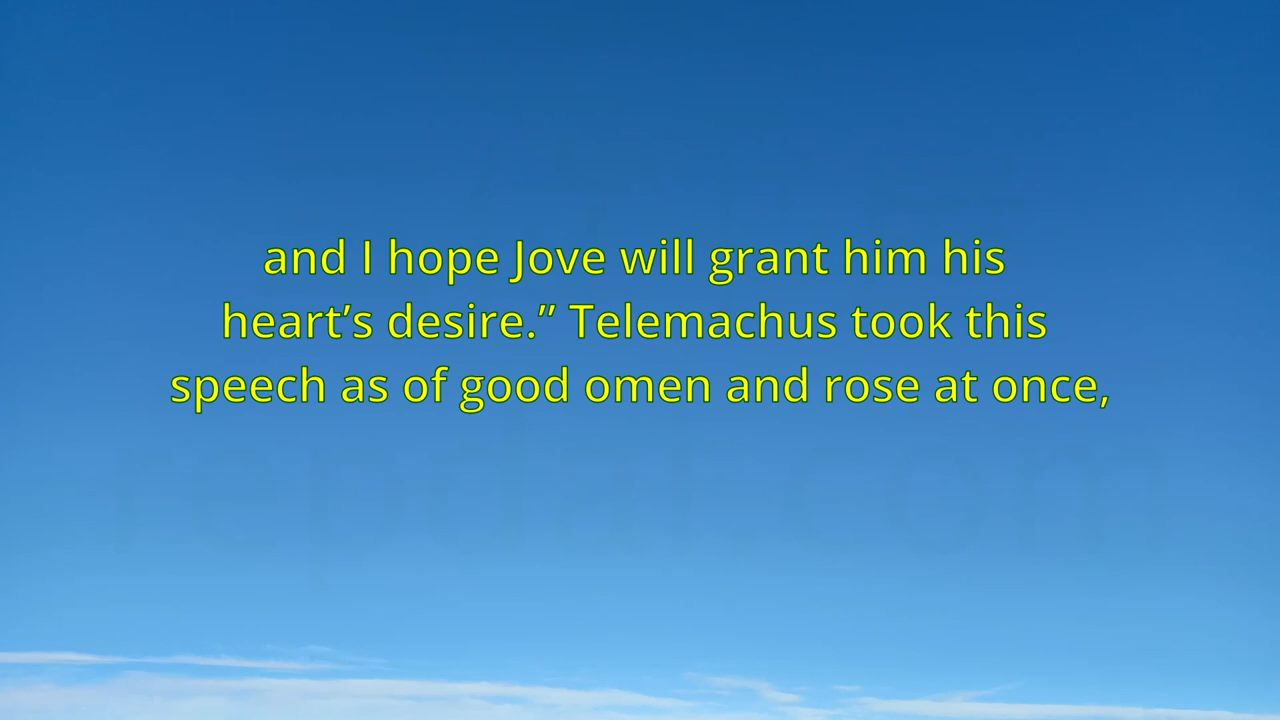 and I hope Jove will grant him his
heart’s desire.” Telemachus took this
speech as of good omen and rose at once,